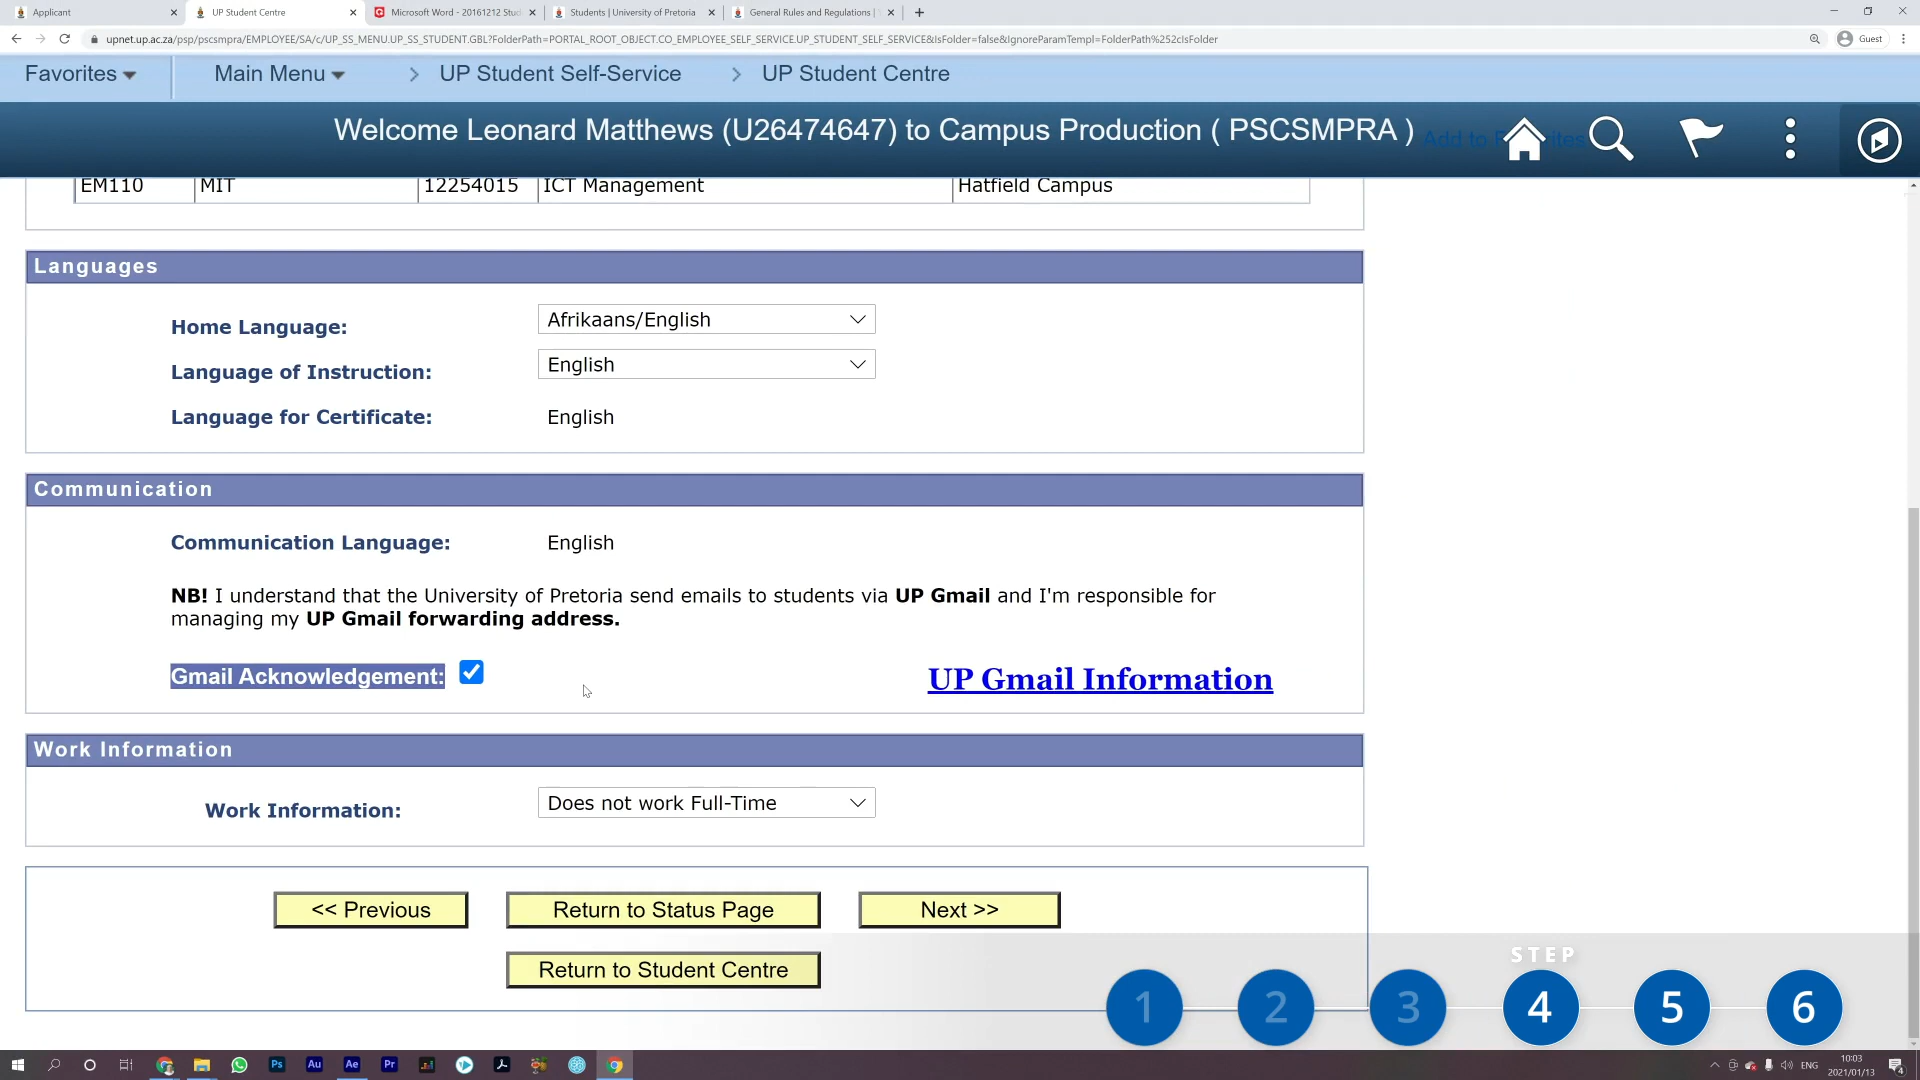 Applicant
UP Student Centre
Microsoft Word - 20161212 Stud
Students | University of Pretoria
General Rules and Regulations |
upnet.up.ac.za/psp/pscsmpra/EMPLOYEE/SA/c/UP_SS_MENU.UP_SS_STUDENT.GBL?FolderPath=PORTAL_ROOT_OBJECT.CO_EMPLOYEE_SELF_SERVICE.UP_STUDENT_SELF_SERVICE&IsFolder=false&IgnoreParamTempl=FolderPath%252cIsFolder
Guest
Favorites
Main Menu
UP Student Self-Service
UP Student Centre
Welcome Leonard Matthews (U26474647) to Campus Production ( PSCSMPRA )
Add to
EM110 MIT 12254015 ICT Management Hatfield Campus
Languages
Home Language: Afrikaans/English
Language of Instruction: English
Language for Certificate: English
Communication
Communication Language: English
NB! I understand that the University of Pretoria send emails to students via UP Gmail and I'm responsible for
managing my UP Gmail forwarding address.
Gmail Acknowledgement:
UP Gmail Information
Work Information
Work Information: Does not work Full-Time
<< Previous
Return to Status Page
Next >>
Return to Student Centre
STEP
1 2 3 4 5 6
Ps Au Ae Pr
ENG
10:03
2021/01/13
4